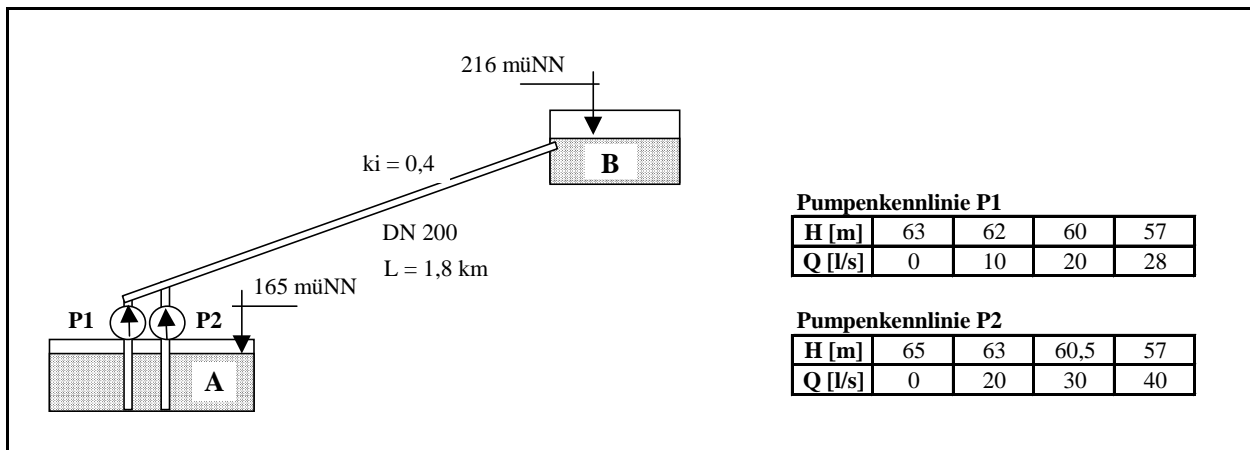 216 müNN
B
ki = 0,4
DN 200
L = 1,8 km
165 müNN
P1 P2
A
Pumpenkennlinie P1
H [m] 63 62 60 57
Q [l/s] 0 10 20 28
Pumpenkennlinie P2
H [m] 65 63 60,5 57
Q [l/s] 0 20 30 40